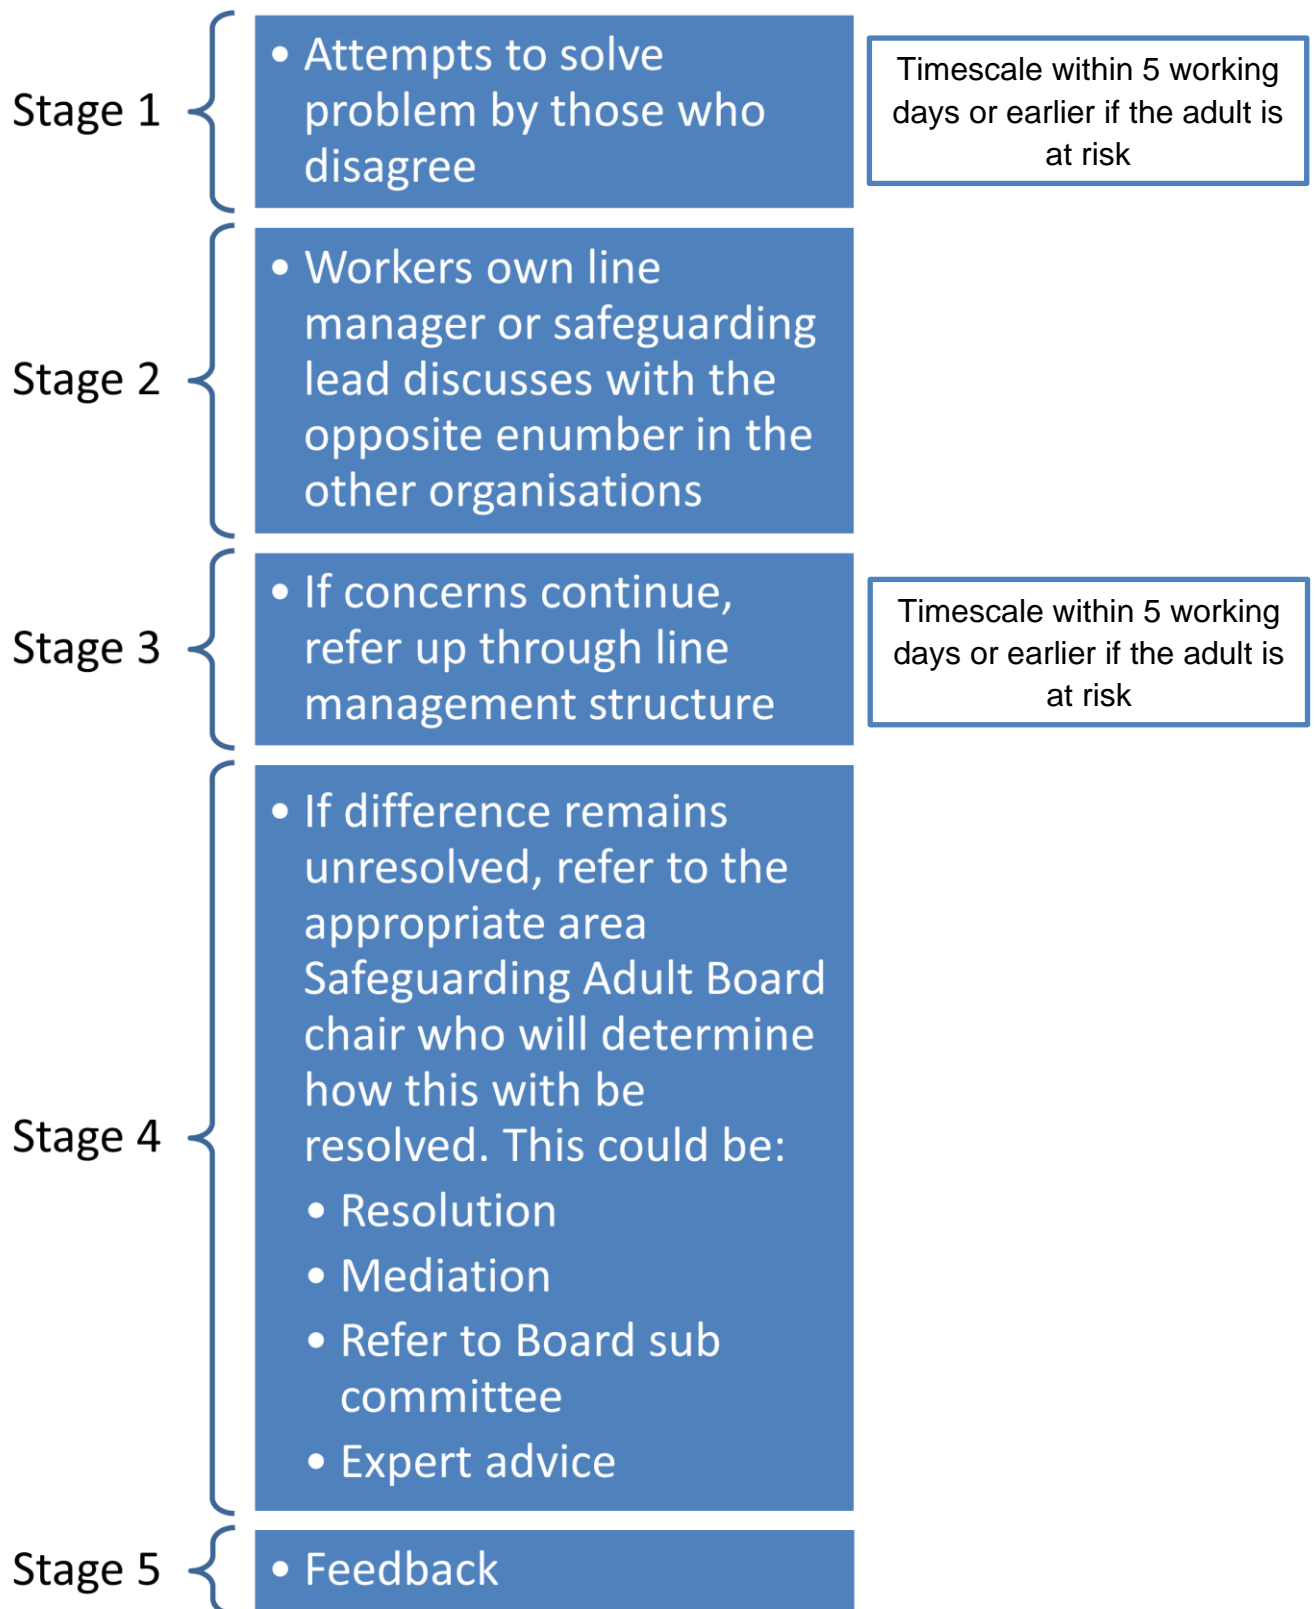 Stage 1
• Attempts to solve
problem by those who
disagree
Timescale within 5 working
days or earlier if the adult is
at risk
Stage 2
• Workers own line
manager or safeguarding
lead discusses with the
opposite enumber in the
other organisations
Stage 3
• If concerns continue,
refer up through line
management structure
Timescale within 5 working
days or earlier if the adult is
at risk
Stage 4
• If difference remains
unresolved, refer to the
appropriate area
Safeguarding Adult Board
chair who will determine
how this with be
resolved. This could be:
• Resolution
• Mediation
• Refer to Board sub
committee
• Expert advice
Stage 5
• Feedback